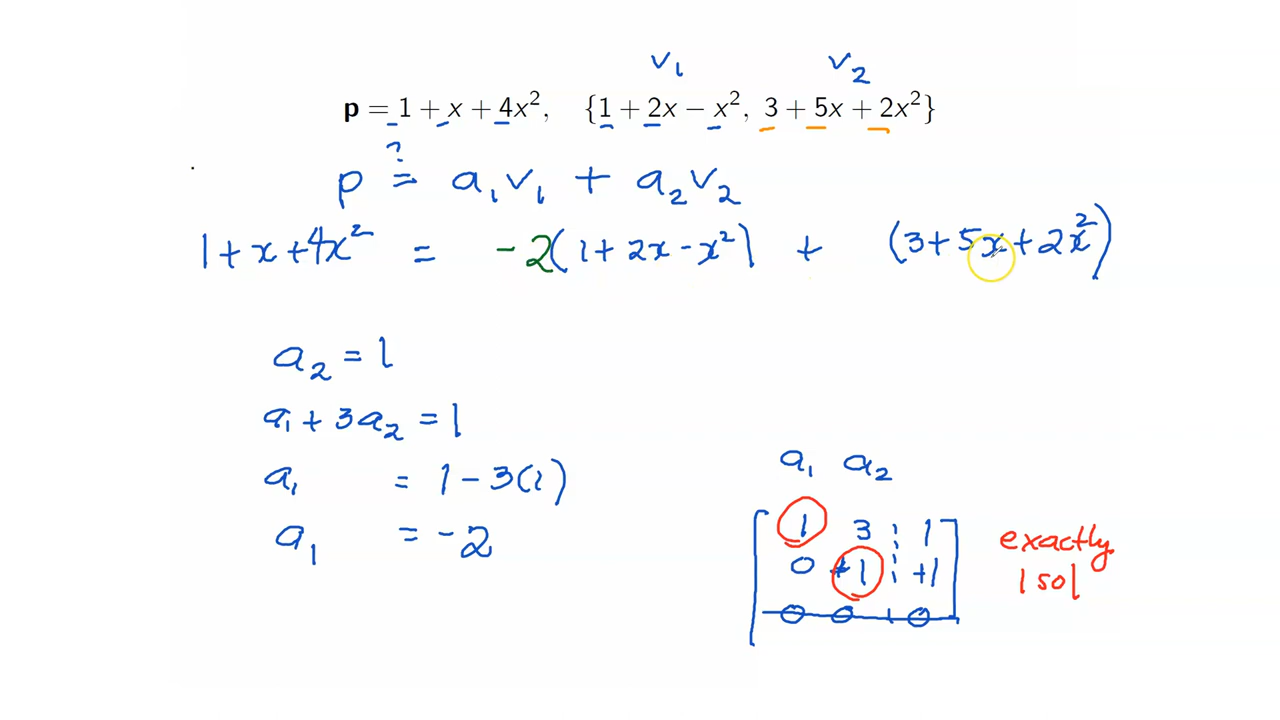 v₁ v₂
p = 1 + x + 4x², {1 + 2x − x², 3 + 5x + 2x²}
?
p = a₁v₁ + a₂v₂
1 + x + 4x² = -2(1 + 2x - x²) + (3 + 5x + 2x²)
a₂ = 1
a₁ + 3a₂ = 1
a₁ = 1 - 3(1)
a₁ = -2
a₁ a₂
1 3 1
0 +1 +1
0 0 0
exactly
1 sol